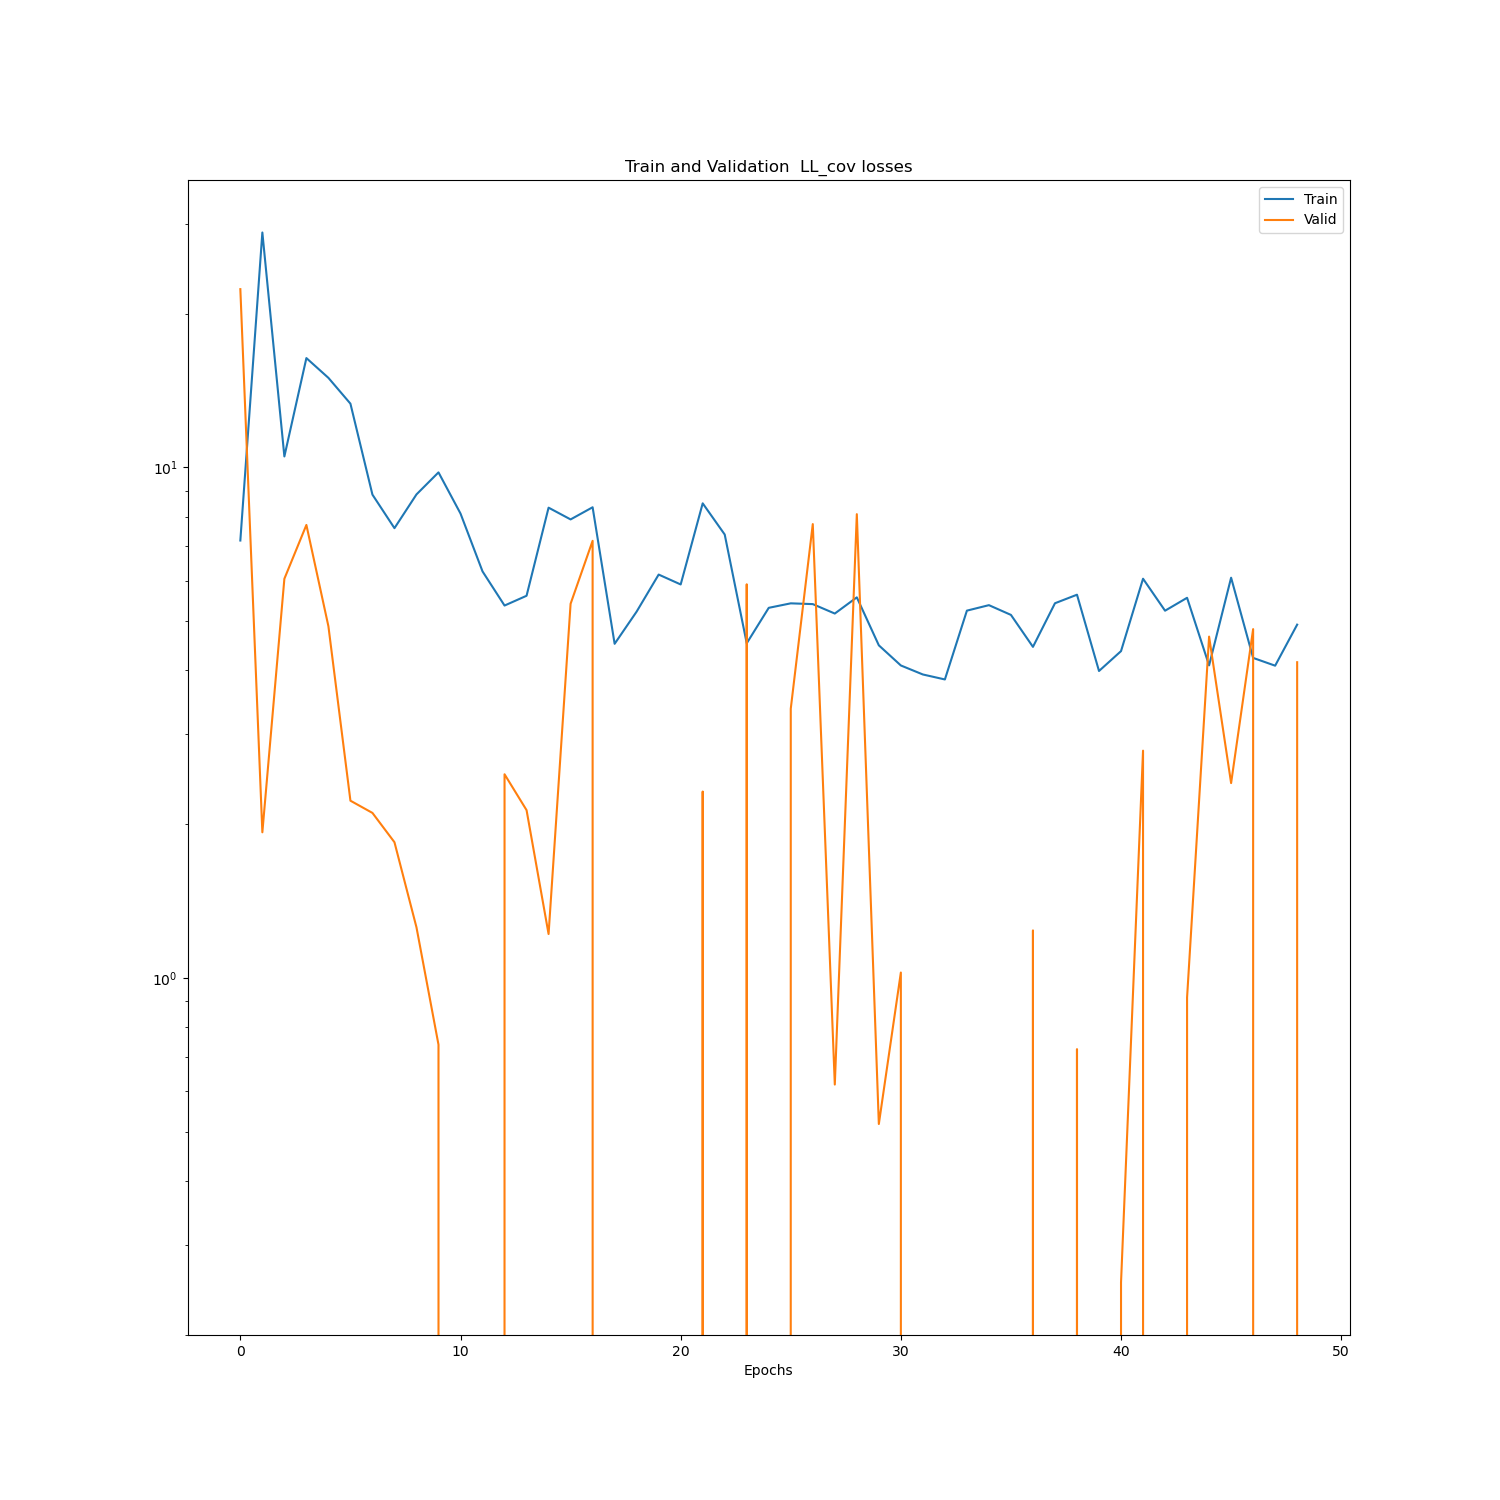 Train and Validation  LL_cov losses
Train
Valid
10¹
10⁰
0 10 20 30 40 50
Epochs